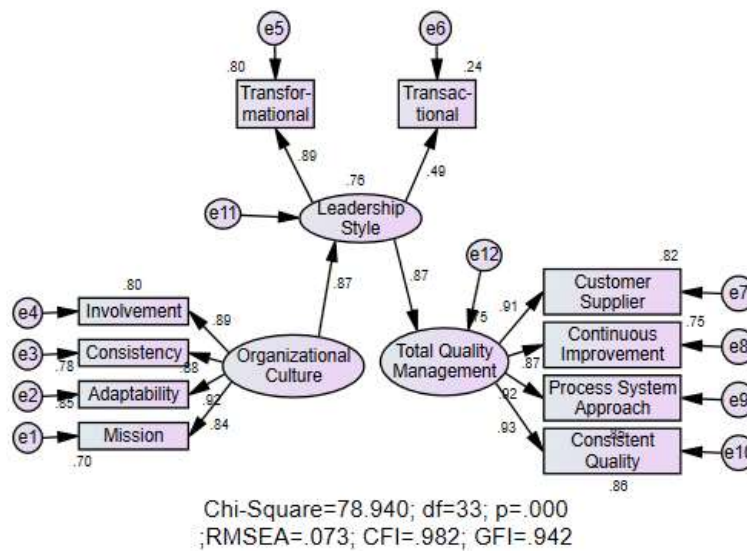 e5
e6
.80
.24
Transfor-
mational
Transac-
tional
.89
.49
.76
e11
Leadership
Style
e12
.87
.87
.82
.80
e4
Involvement
.89
e3
Consistency
.78
.88
e2
Adaptability
.85
.92
e1
Mission
.84
.70
Organizational
Culture
.75
Total Quality
Management
.91
Customer
Supplier
e7
.75
.87
Continuous
Improvement
e8
.92
Process System
Approach
e9
.85
.93
Consistent
Quality
e10
.86
Chi-Square=78.940; df=33; p=.000
;RMSEA=.073; CFI=.982; GFI=.942